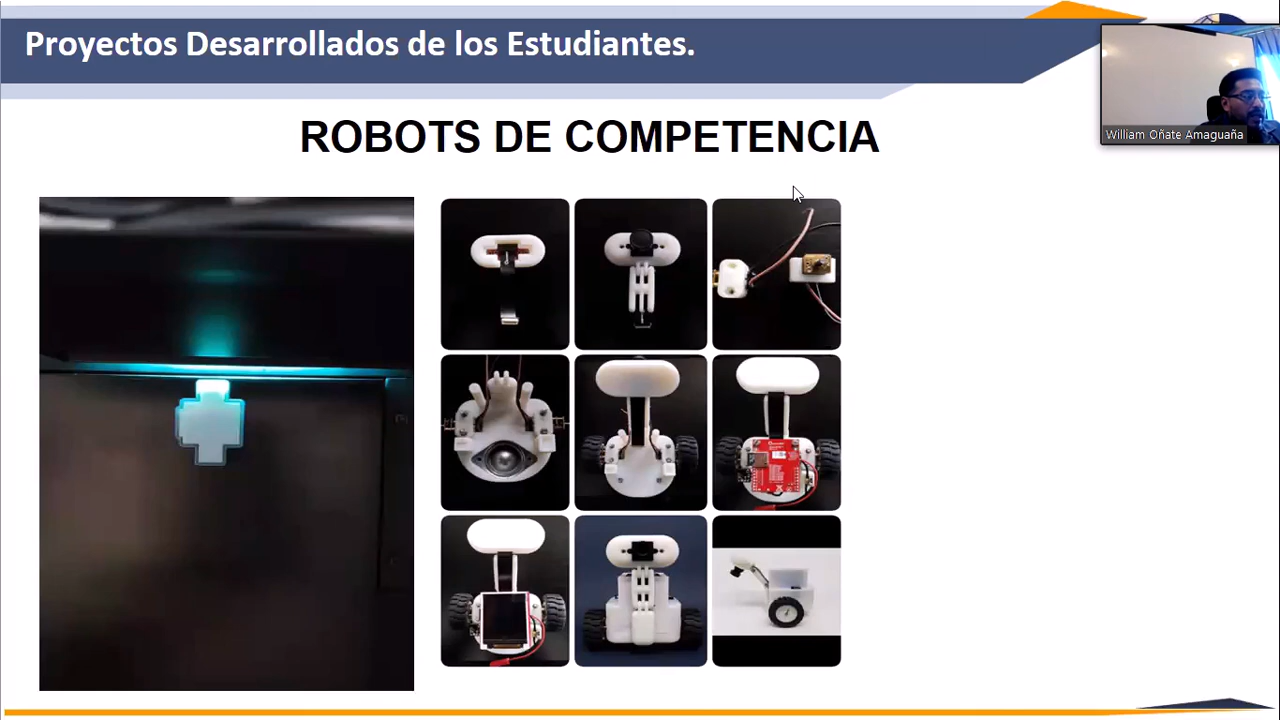 Proyectos Desarrollados de los Estudiantes.
William Oñate Amaguaña
ROBOTS DE COMPETENCIA